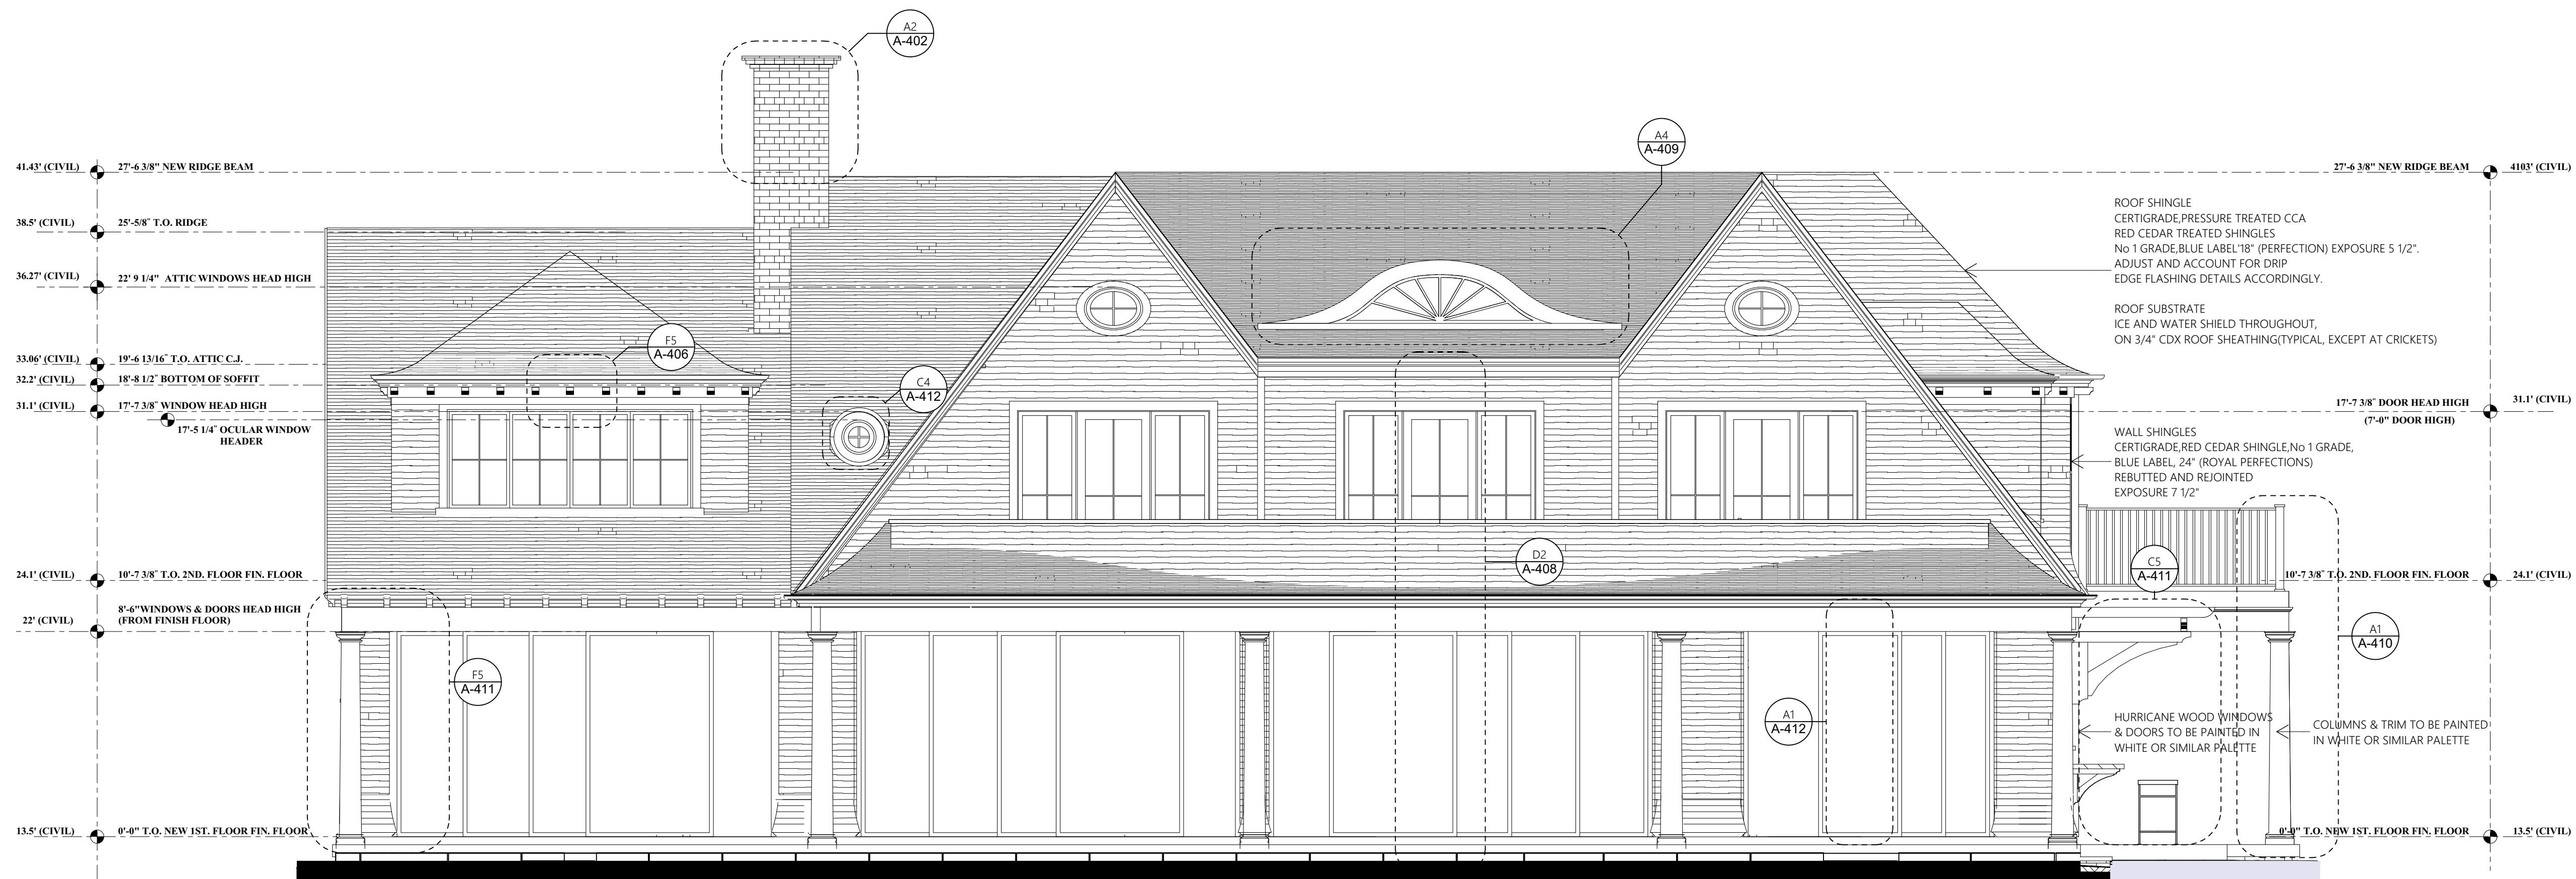 A2
A-402
A4
A-409
41.43' (CIVIL)
27'-6 3/8" NEW RIDGE BEAM
27'-6 3/8" NEW RIDGE BEAM
4103' (CIVIL)
38.5' (CIVIL)
25'-5/8" T.O. RIDGE
36.27' (CIVIL)
22' 9 1/4" ATTIC WINDOWS HEAD HIGH
33.06' (CIVIL)
19'-6 13/16" T.O. ATTIC C.J.
32.2' (CIVIL)
18'-8 1/2" BOTTOM OF SOFFIT
31.1' (CIVIL)
17'-7 3/8" WINDOW HEAD HIGH
17'-5 1/4" OCULAR WINDOW
HEADER
F5
A-406
C4
A-412
ROOF SHINGLE
CERTIGRADE,PRESSURE TREATED CCA
RED CEDAR TREATED SHINGLES
No 1 GRADE,BLUE LABEL'18" (PERFECTION) EXPOSURE 5 1/2".
ADJUST AND ACCOUNT FOR DRIP
EDGE FLASHING DETAILS ACCORDINGLY.
ROOF SUBSTRATE
ICE AND WATER SHIELD THROUGHOUT,
ON 3/4" CDX ROOF SHEATHING(TYPICAL, EXCEPT AT CRICKETS)
17'-7 3/8" DOOR HEAD HIGH
(7'-0" DOOR HIGH)
31.1' (CIVIL)
WALL SHINGLES
CERTIGRADE,RED CEDAR SHINGLE,No 1 GRADE,
BLUE LABEL, 24" (ROYAL PERFECTIONS)
REBUTTED AND REJOINTED
EXPOSURE 7 1/2"
24.1' (CIVIL)
10'-7 3/8" T.O. 2ND. FLOOR FIN. FLOOR
D2
A-408
C5
A-411
10'-7 3/8" T.O. 2ND. FLOOR FIN. FLOOR
24.1' (CIVIL)
8'-6"WINDOWS & DOORS HEAD HIGH
(FROM FINISH FLOOR)
22' (CIVIL)
A1
A-410
F5
A-411
A1
A-412
HURRICANE WOOD WINDOWS
& DOORS TO BE PAINTED IN
WHITE OR SIMILAR PALETTE
COLUMNS & TRIM TO BE PAINTED
IN WHITE OR SIMILAR PALETTE
13.5' (CIVIL)
0'-0" T.O. NEW 1ST. FLOOR FIN. FLOOR
0'-0" T.O. NEW 1ST. FLOOR FIN. FLOOR
13.5' (CIVIL)